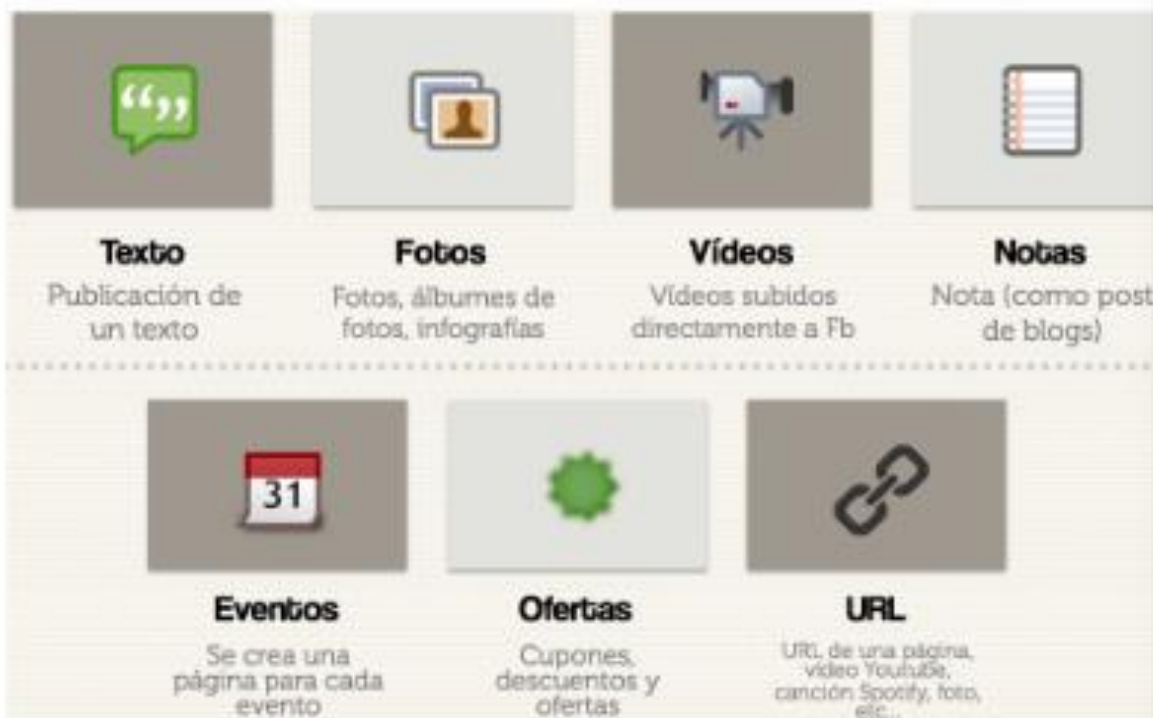 “„
Texto
Publicación de
un texto
Fotos
Fotos, álbumes de
fotos, infografías
Vídeos
Vídeos subidos
directamente a Fb
Notas
Nota (como post
de blogs)
31
Eventos
Se crea una
página para cada
evento
Ofertas
Cupones,
descuentos y
ofertas
URL
URL de una página,
vídeo Youtube,
canción Spotify, foto,
etc...